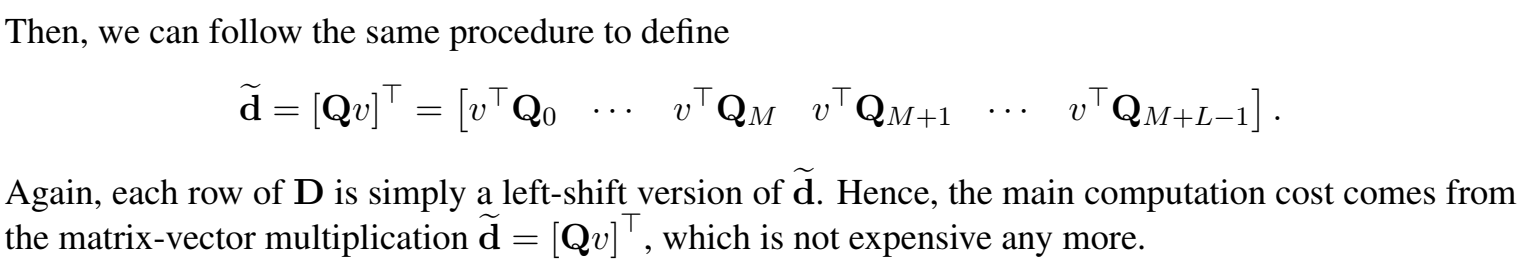 Then, we can follow the same procedure to define
d̃ = [Qv]⊤ = [v⊤Q₀ ⋯ v⊤Q_M v⊤Q_{M+1} ⋯ v⊤Q_{M+L−1}] .
Again, each row of D is simply a left-shift version of d̃. Hence, the main computation cost comes from
the matrix-vector multiplication d̃ = [Qv]⊤, which is not expensive any more.